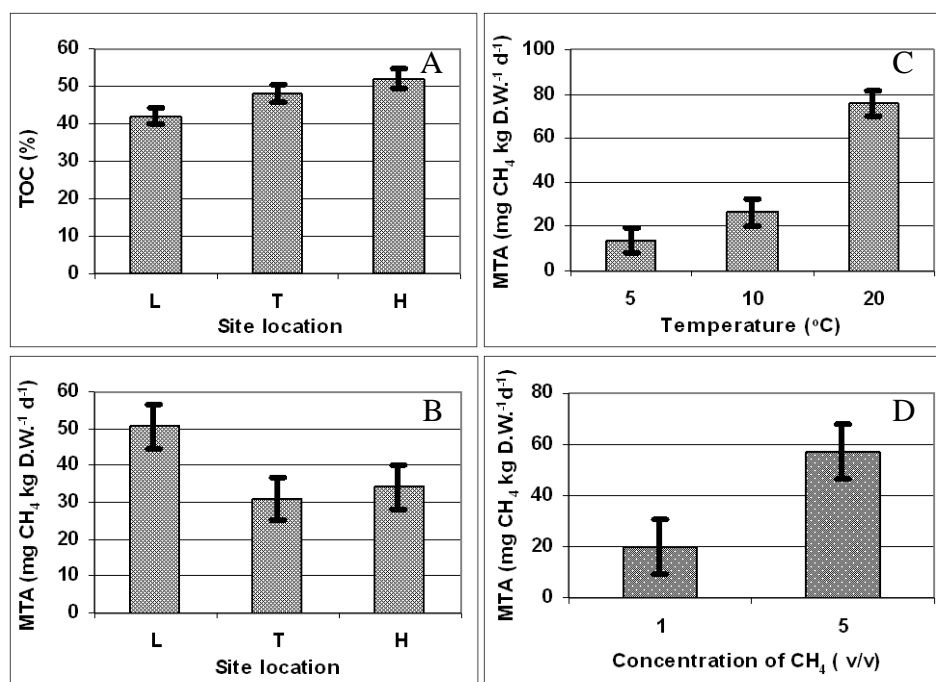 A
TOC (%)
60
50
40
30
20
10
0
L T H
Site location
B
MTA (mg CH₄ kg D.W.⁻¹ d⁻¹)
60
50
40
30
20
10
0
L T H
Site location
C
MTA (mg CH₄ kg D.W.⁻¹ d⁻¹)
100
80
60
40
20
0
5 10 20
Temperature (°C)
D
MTA (mg CH₄ kg D.W.⁻¹d⁻¹)
80
60
40
20
0
1 5
Concentration of CH₄ ( v/v)